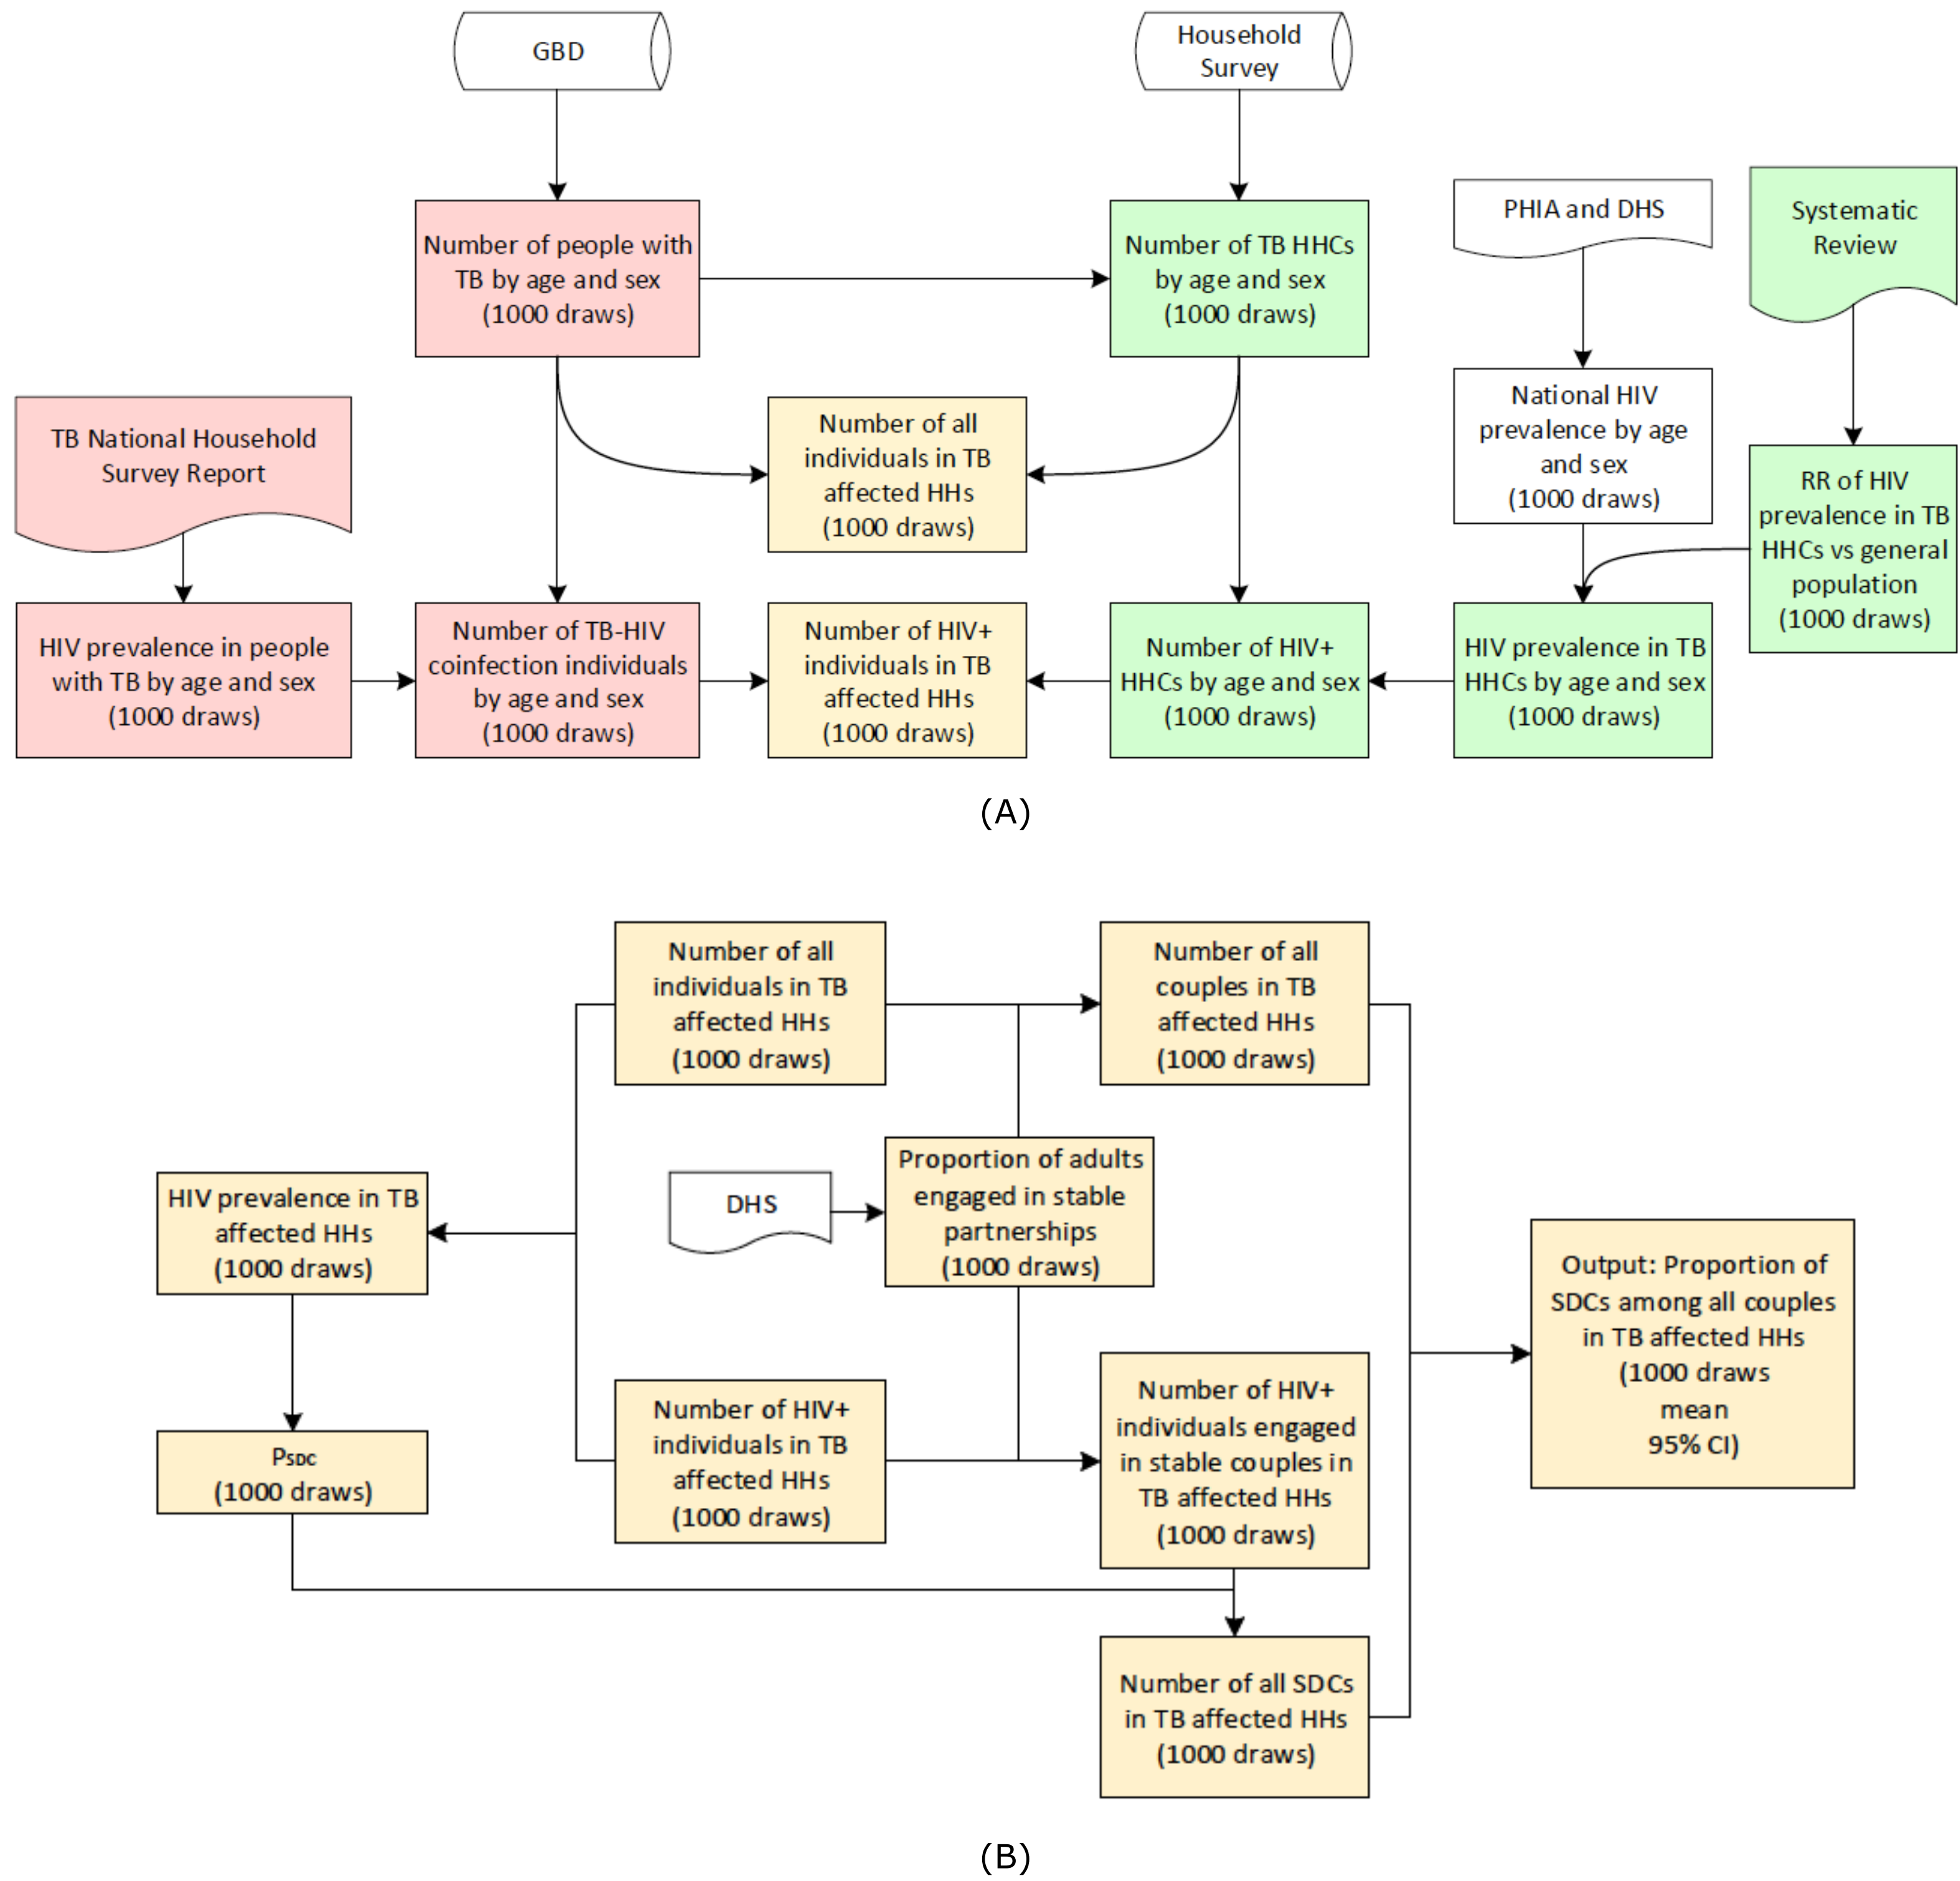 GBD
Household
Survey
Number of people with
TB by age and sex
(1000 draws)
Number of TB HHCs
by age and sex
(1000 draws)
PHIA and DHS
Systematic
Review
TB National Household
Survey Report
Number of all
individuals in TB
affected HHs
(1000 draws)
National HIV
prevalence by age
and sex
(1000 draws)
RR of HIV
prevalence in TB
HHCs vs general
population
(1000 draws)
HIV prevalence in people
with TB by age and sex
(1000 draws)
Number of TB-HIV
coinfection individuals
by age and sex
(1000 draws)
Number of HIV+
individuals in TB
affected HHs
(1000 draws)
Number of HIV+
HHCs by age and sex
(1000 draws)
HIV prevalence in TB
HHCs by age and sex
(1000 draws)
(A)
Number of all
individuals in TB
affected HHs
(1000 draws)
Number of all
couples in TB
affected HHs
(1000 draws)
HIV prevalence in TB
affected HHs
(1000 draws)
DHS
Proportion of adults
engaged in stable
partnerships
(1000 draws)
Output: Proportion of
SDCs among all couples
in TB affected HHs
(1000 draws
mean
95% CI)
PSDC
(1000 draws)
Number of HIV+
individuals in TB
affected HHs
(1000 draws)
Number of HIV+
individuals engaged
in stable couples in
TB affected HHs
(1000 draws)
Number of all SDCs
in TB affected HHs
(1000 draws)
(B)